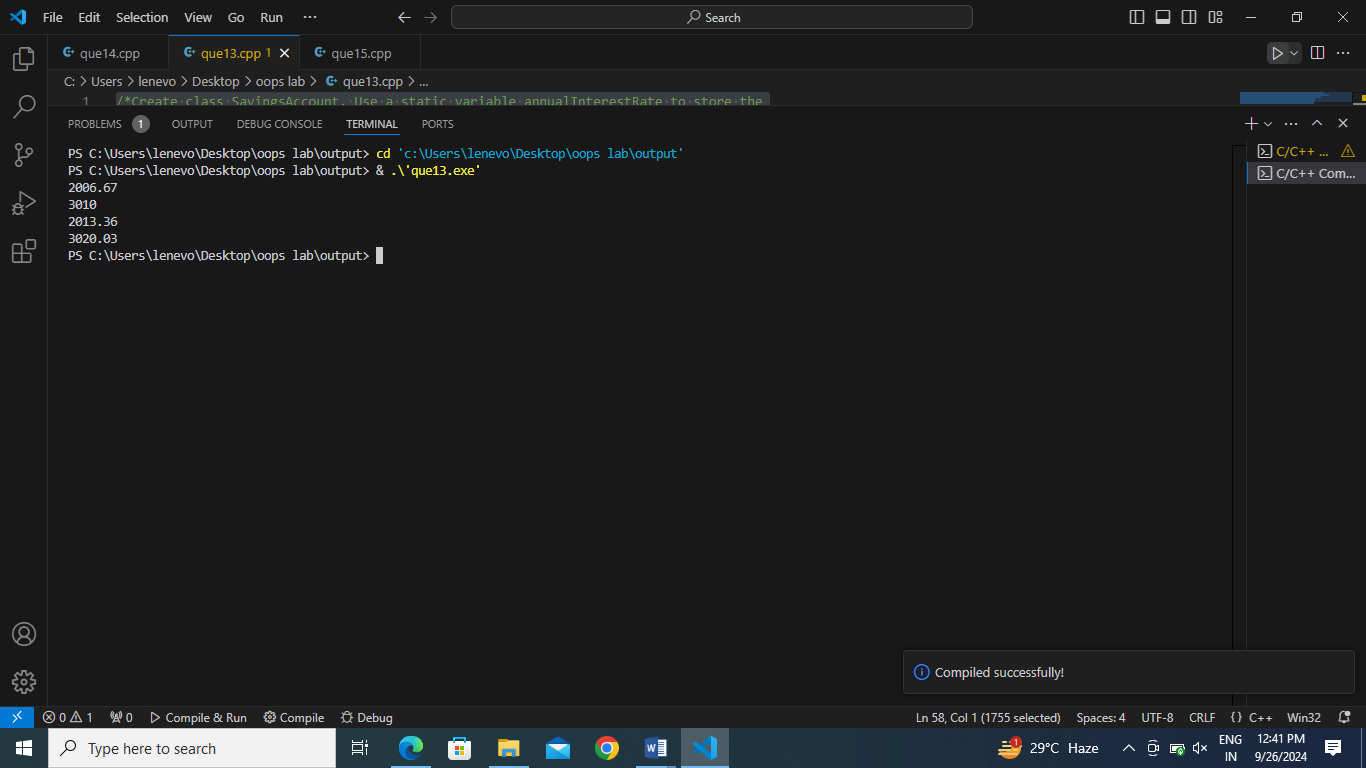 File Edit Selection View Go Run ··· Search
que14.cpp que13.cpp 1 que15.cpp
C: > Users > lenevo > Desktop > oops lab > que13.cpp > ...
1 /*Create class SavingsAccount. Use a static variable annualInterestRate to store the
PROBLEMS 1 OUTPUT DEBUG CONSOLE TERMINAL PORTS
PS C:\Users\lenevo\Desktop\oops lab\output> cd 'c:\Users\lenevo\Desktop\oops lab\output'
PS C:\Users\lenevo\Desktop\oops lab\output> & .\'que13.exe'
2006.67
3010
2013.36
3020.03
PS C:\Users\lenevo\Desktop\oops lab\output>
C/C++ ...
C/C++ Com...
Compiled successfully!
0 1 0 Compile & Run Compile Debug Ln 58, Col 1 (1755 selected) Spaces: 4 UTF-8 CRLF {} C++ Win32
Type here to search 1 29°C Haze ENG IN 12:41 PM 9/26/2024